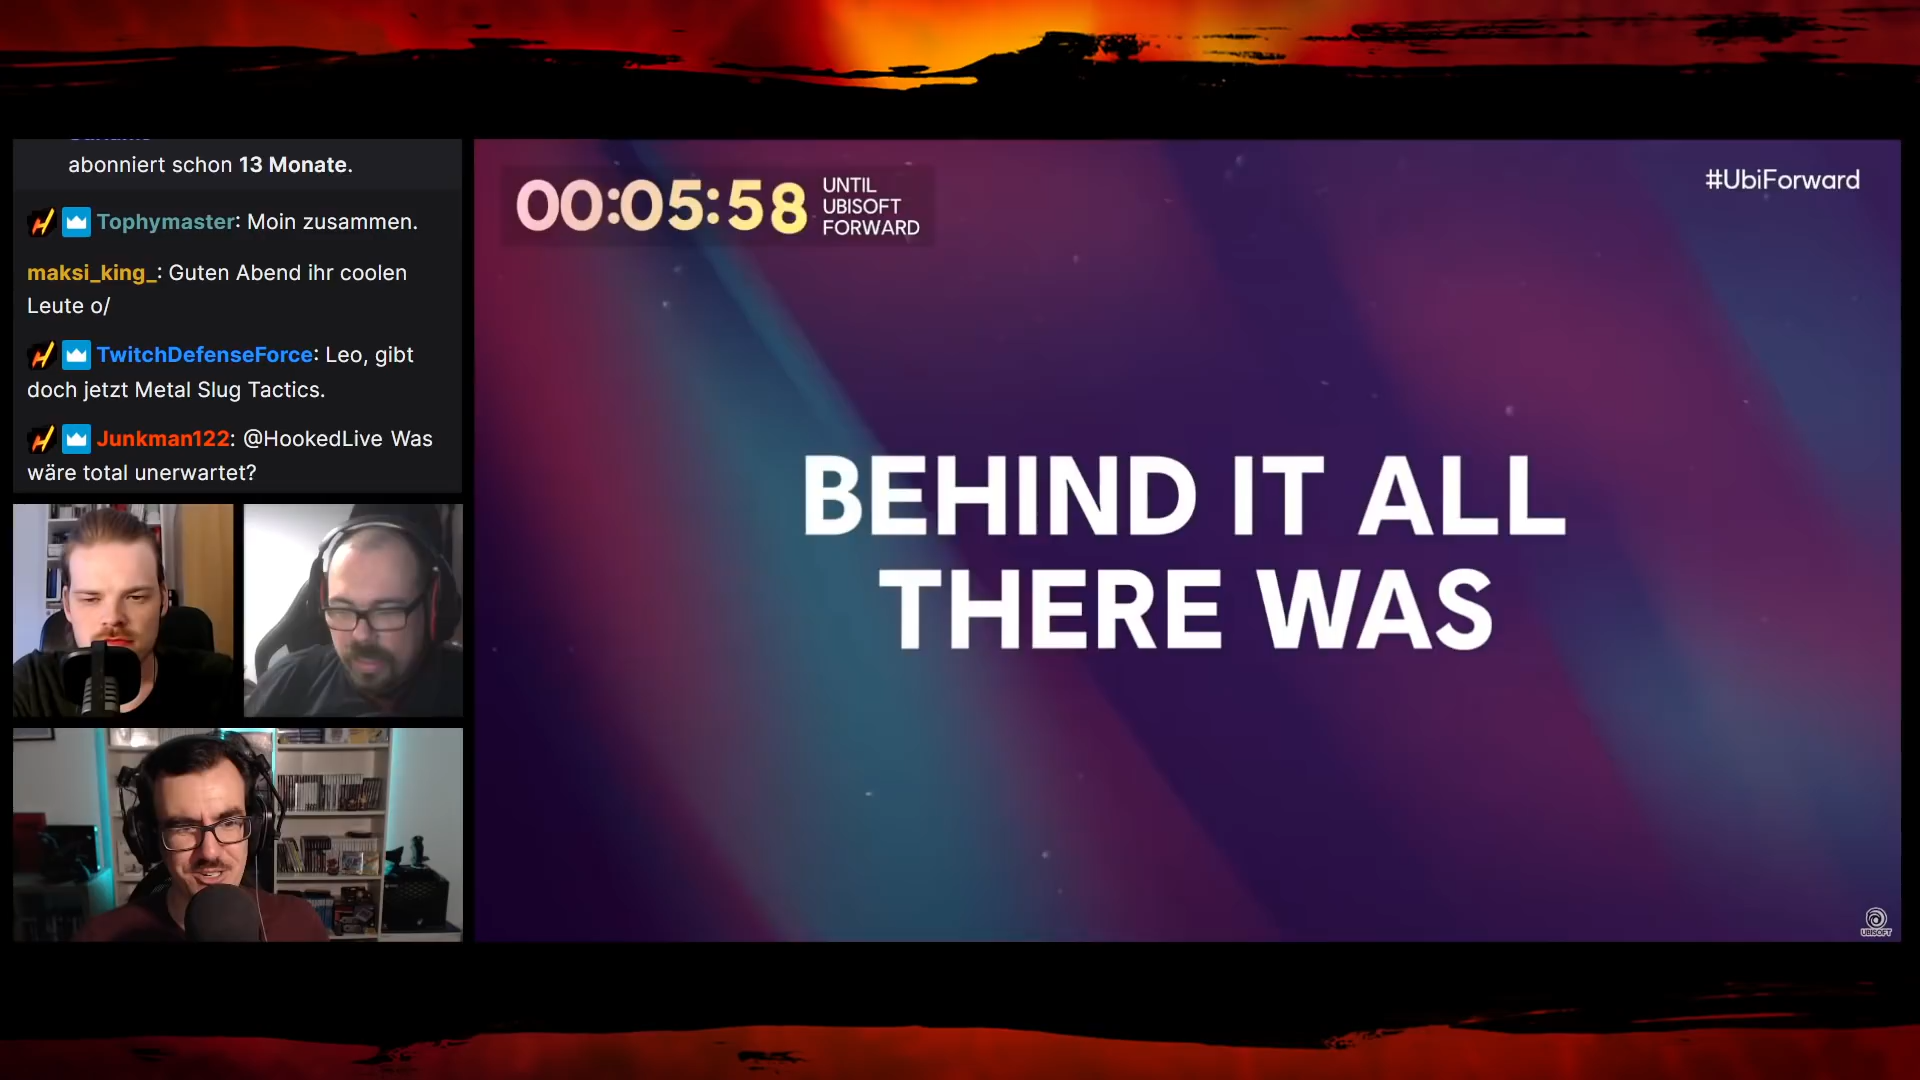 abonniert schon 13 Monate.
Tophymaster: Moin zusammen.
maksi_king_: Guten Abend ihr coolen
Leute o/
TwitchDefenseForce: Leo, gibt
doch jetzt Metal Slug Tactics.
Junkman122: @HookedLive Was
wäre total unerwartet?
00:05:58
UNTIL
UBISOFT
FORWARD
#UbiForward
BEHIND IT ALL
THERE WAS
UBISOFT